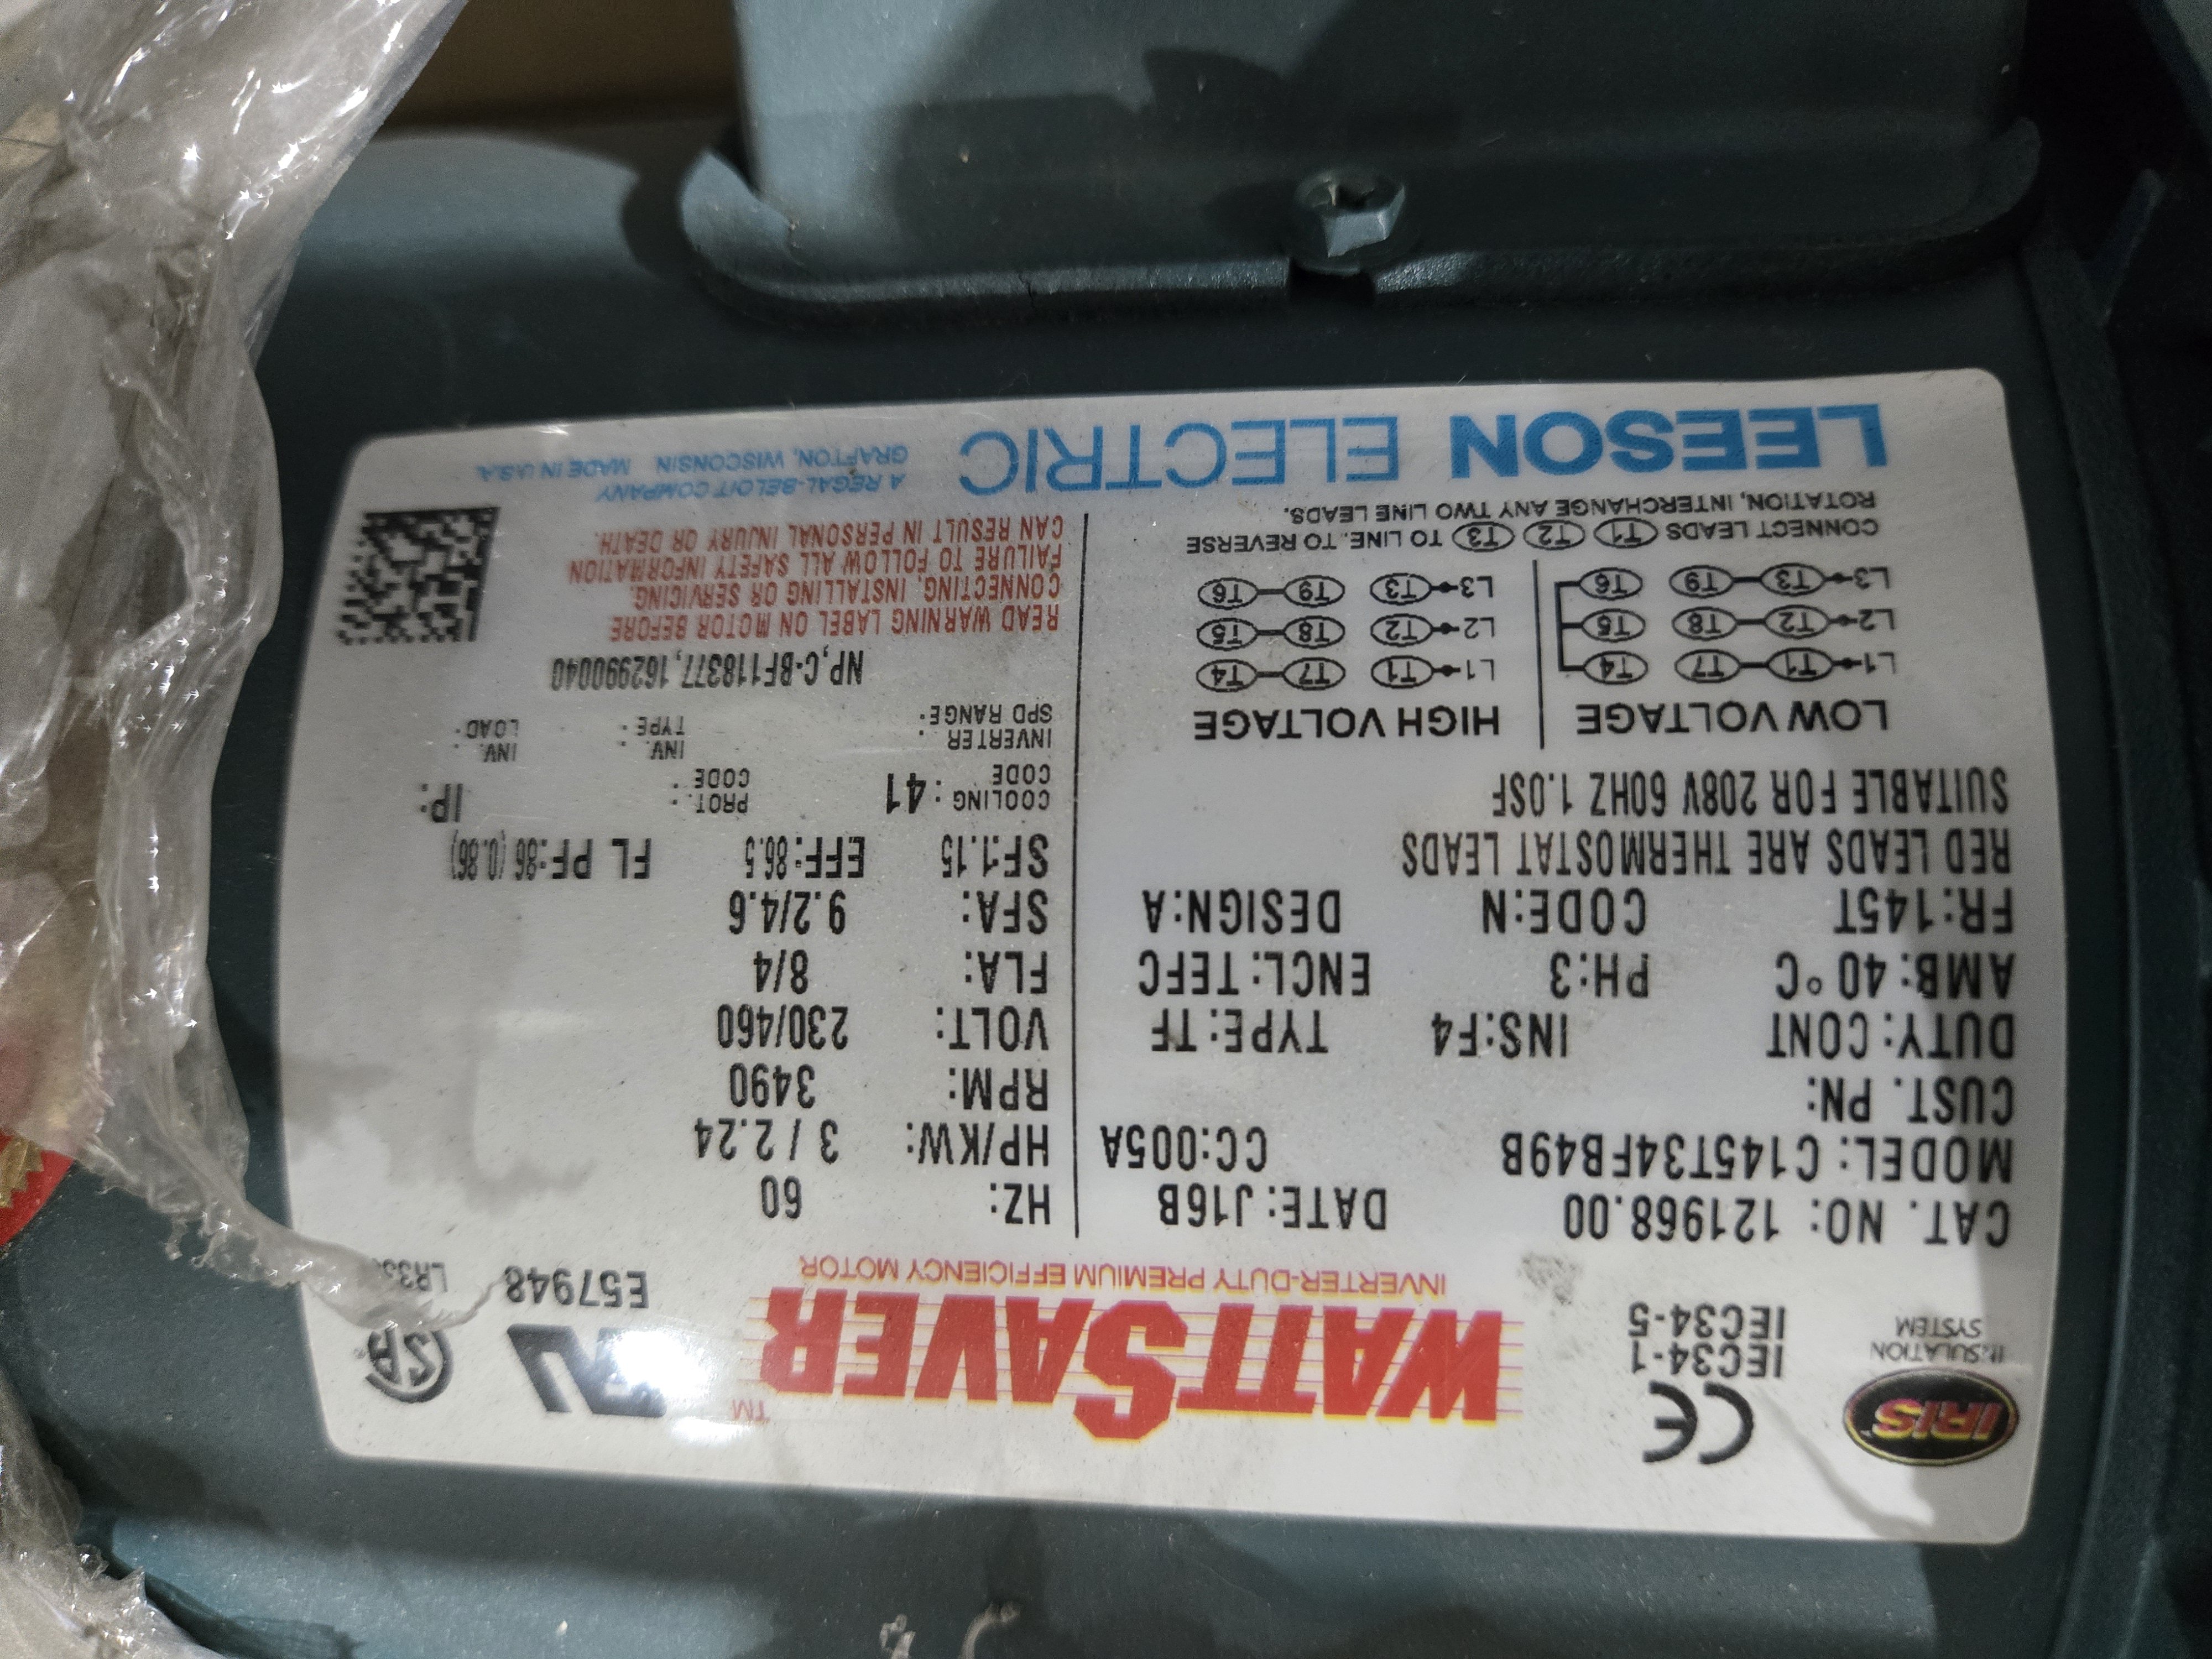 IRIS
INSULATION
SYSTEM
CE
IEC34-1
IEC34-5
WATTSAVER™
INVERTER-DUTY PREMIUM EFFICIENCY MOTOR
E57948
CAT. NO: 121968.00 DATE: J16B
MODEL: C145T34FB49B CC:005A
CUST. PN:
DUTY: CONT INS:F4 TYPE: TF
AMB: 40°C PH:3 ENCL: TEFC
FR:145T CODE:N DESIGN:A
RED LEADS ARE THERMOSTAT LEADS
SUITABLE FOR 208V 60HZ 1.0SF
HZ: 60
HP/KW: 3 / 2.24
RPM: 3490
VOLT: 230/460
FLA: 8/4
SFA: 9.2/4.6
SF:1.15 EFF:86.5 FL PF:86 (0.86)
COOLING CODE : 41 PROT. CODE : IP:
INVERTER SPD RANGE : INV. TYPE : INV. LOAD :
NP,C-BF118377,162990040
LOW VOLTAGE
L1 T1 T7 T4
L2 T2 T8 T5
L3 T3 T9 T6
HIGH VOLTAGE
L1 T1 T7 T4
L2 T2 T8 T5
L3 T3 T9 T6
CONNECT LEADS T1 T2 T3 TO LINE. TO REVERSE
ROTATION, INTERCHANGE ANY TWO LINE LEADS.
READ WARNING LABEL ON MOTOR BEFORE
CONNECTING, INSTALLING OR SERVICING.
FAILURE TO FOLLOW ALL SAFETY INFORMATION
CAN RESULT IN PERSONAL INJURY OR DEATH.
LEESON ELECTRIC
A REGAL-BELOIT COMPANY
GRAFTON, WISCONSIN MADE IN U.S.A.